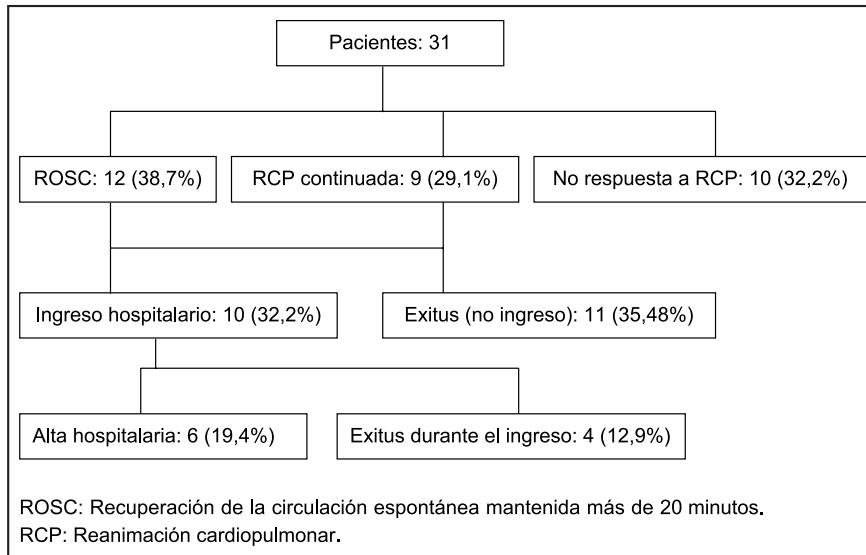 Pacientes: 31
ROSC: 12 (38,7%)
RCP continuada: 9 (29,1%)
No respuesta a RCP: 10 (32,2%)
Ingreso hospitalario: 10 (32,2%)
Exitus (no ingreso): 11 (35,48%)
Alta hospitalaria: 6 (19,4%)
Exitus durante el ingreso: 4 (12,9%)
ROSC: Recuperación de la circulación espontánea mantenida más de 20 minutos.
RCP: Reanimación cardiopulmonar.